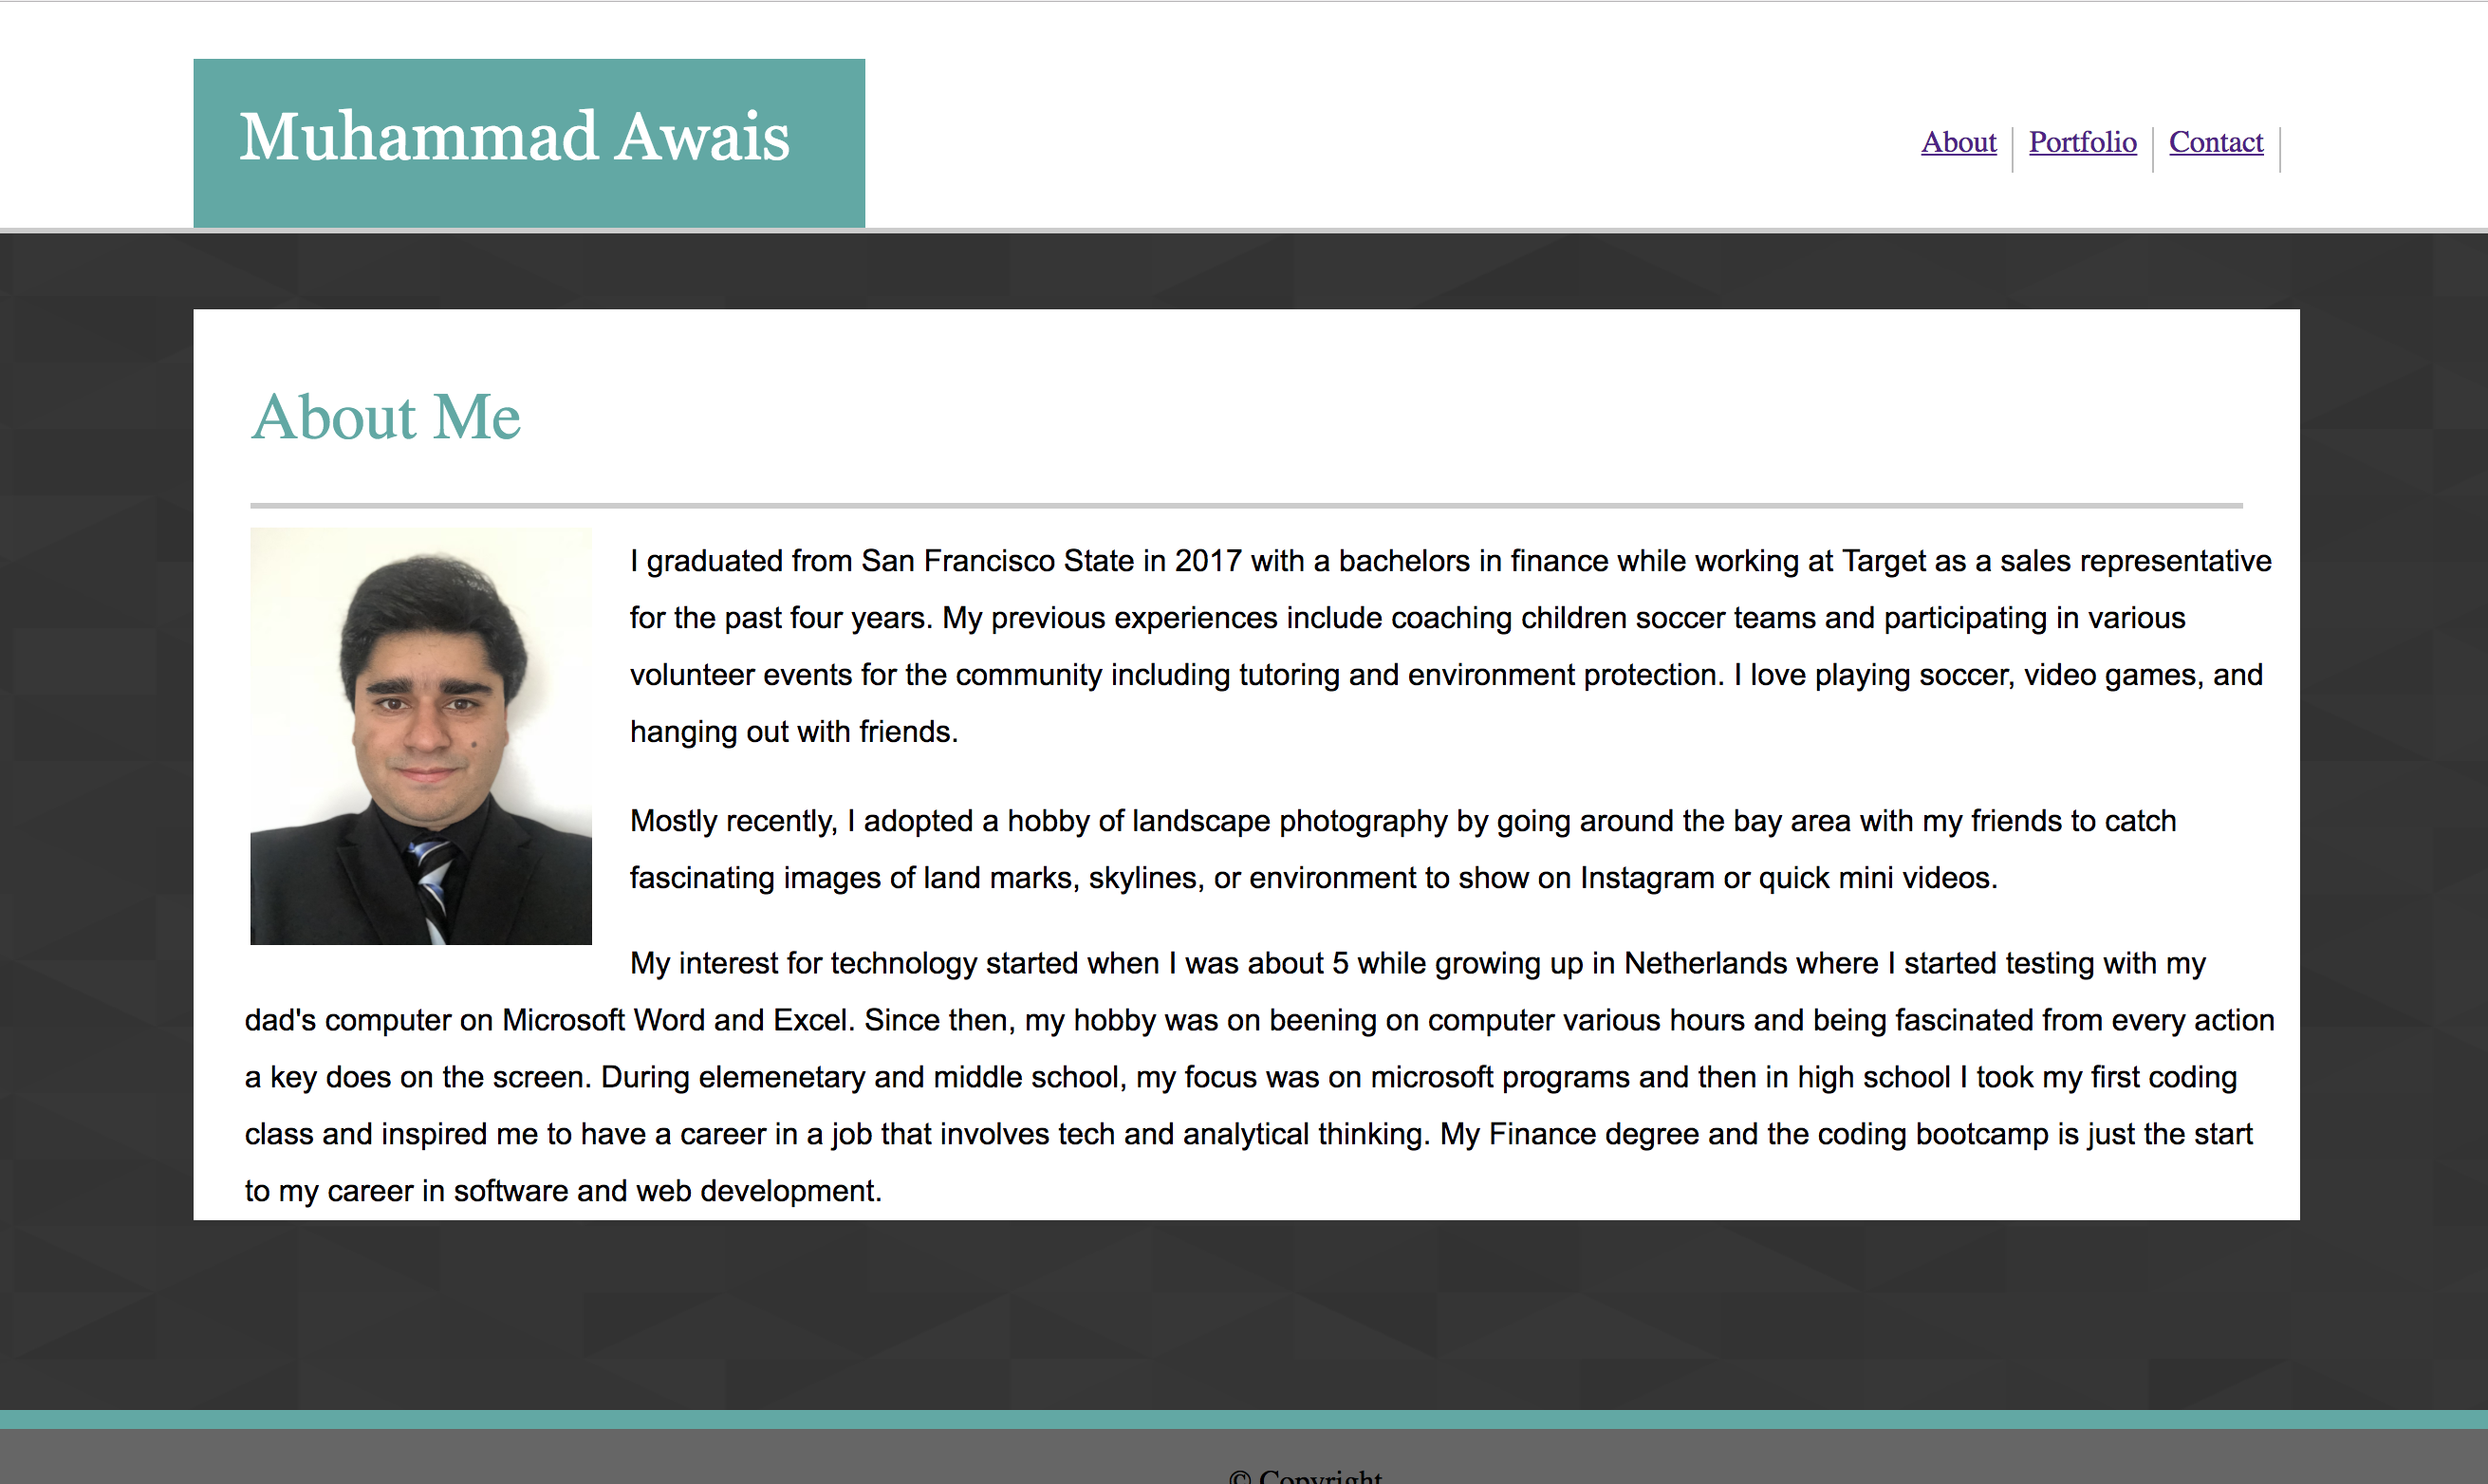 Muhammad Awais
About
Portfolio
Contact
About Me
I graduated from San Francisco State in 2017 with a bachelors in finance while working at Target as a sales representative
for the past four years. My previous experiences include coaching children soccer teams and participating in various
volunteer events for the community including tutoring and environment protection. I love playing soccer, video games, and
hanging out with friends.
Mostly recently, I adopted a hobby of landscape photography by going around the bay area with my friends to catch
fascinating images of land marks, skylines, or environment to show on Instagram or quick mini videos.
My interest for technology started when I was about 5 while growing up in Netherlands where I started testing with my
dad's computer on Microsoft Word and Excel. Since then, my hobby was on beening on computer various hours and being fascinated from every action
a key does on the screen. During elemenetary and middle school, my focus was on microsoft programs and then in high school I took my first coding
class and inspired me to have a career in a job that involves tech and analytical thinking. My Finance degree and the coding bootcamp is just the start
to my career in software and web development.
© Copyright